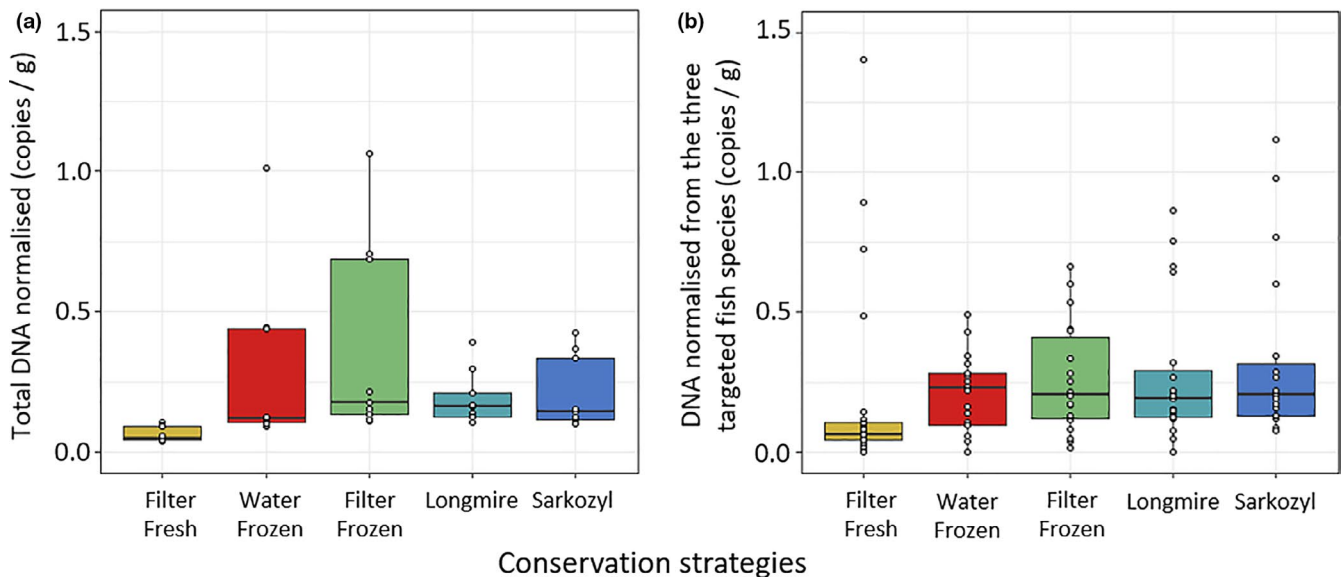 (a)
Total DNA normalised (copies / g)
1.5
1.0
0.5
0.0
Filter
Fresh
Water
Frozen
Filter
Frozen
Longmire
Sarkozyl
(b)
DNA normalised from the three
targeted fish species (copies / g)
1.5
1.0
0.5
0.0
Filter
Fresh
Water
Frozen
Filter
Frozen
Longmire
Sarkozyl
Conservation strategies